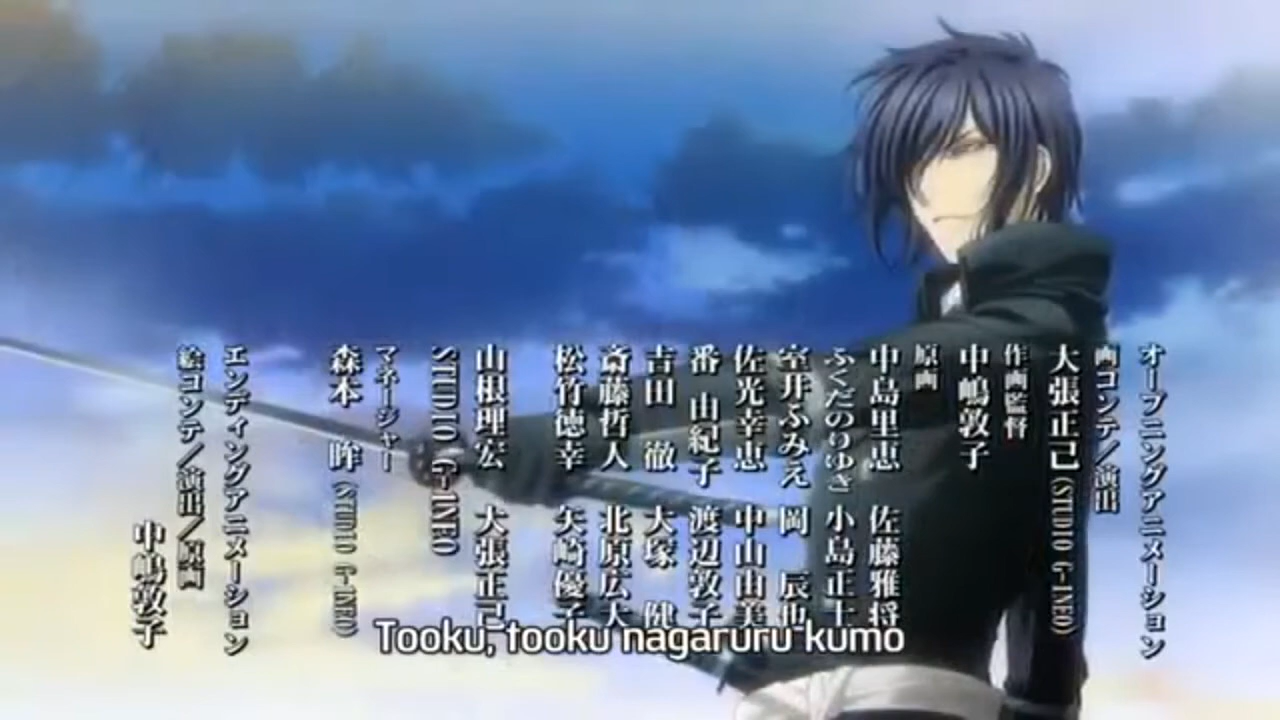 オープニングアニメーション
画コンテ／演出
大張正己(STUDIO G-1NEO)
作画監督
中嶋敦子
原画
中島里恵 佐藤雅将
ふくだのりゆき 小島正士
室井ふみえ 岡 辰也
佐光幸恵 中山由美
番 由紀子 渡辺敦子
吉田 徹 大塚 健
斎藤哲人 北原広大
松竹徳幸 矢崎優子
山根理宏 大張正己
STUDIO G-1NEO
マネージャー
森本 眸(STUDIO G-1NEO)
エンディングアニメーション
絵コンテ／演出／原画
中嶋敦子
Tooku, tooku nagaruru kumo